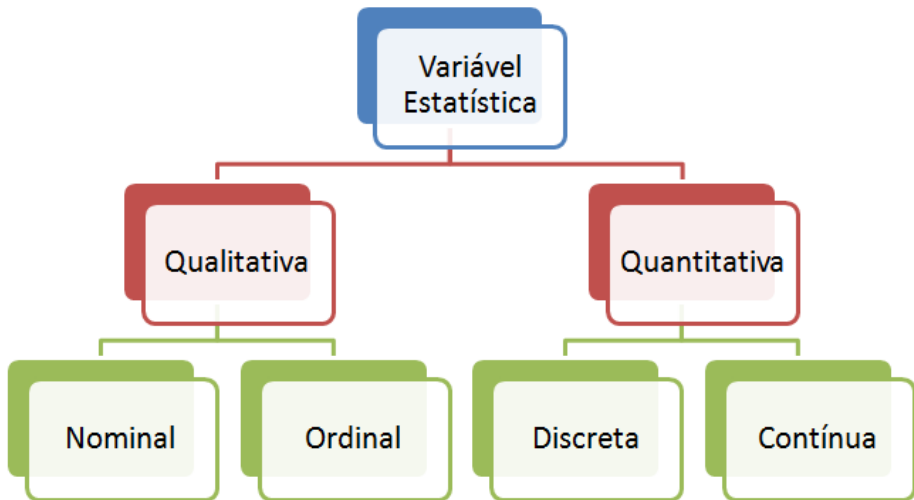 Variável
Estatística
Qualitativa
Quantitativa
Nominal
Ordinal
Discreta
Contínua